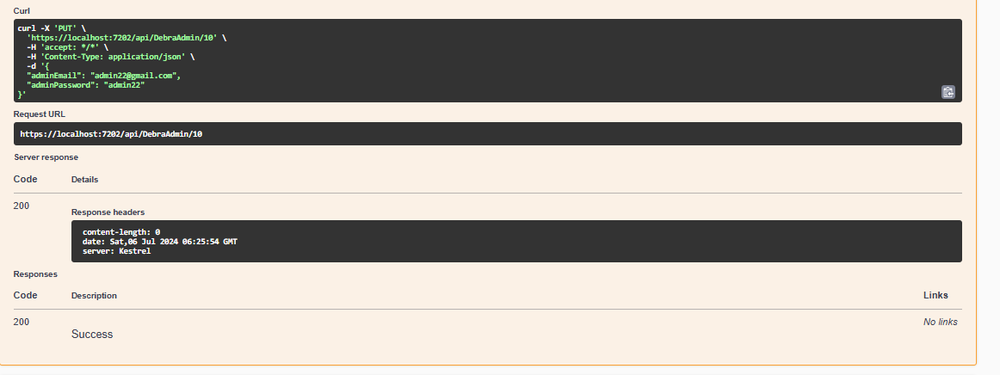 Curl
curl -X 'PUT' \
'https://localhost:7202/api/DebraAdmin/10' \
-H 'accept: */*' \
-H 'Content-Type: application/json' \
-d '{
"adminEmail": "admin22@gmail.com",
"adminPassword": "admin22"
}'
Request URL
https://localhost:7202/api/DebraAdmin/10
Server response
Code Details
200
Response headers
content-length: 0
date: Sat,06 Jul 2024 06:25:54 GMT
server: Kestrel
Responses
Code Description Links
200 No links
Success